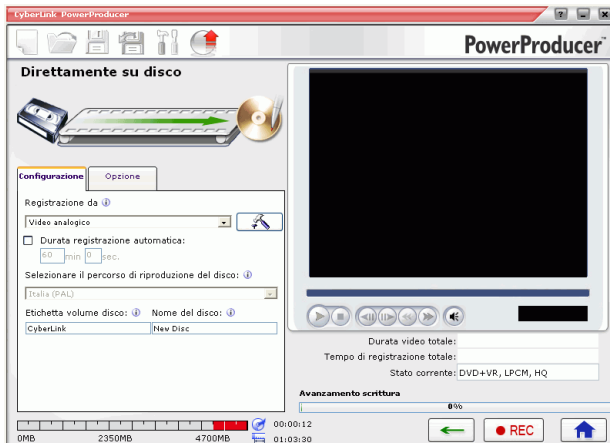 CyberLink PowerProducer
PowerProducer™
Direttamente su disco
Configurazione
Opzione
Registrazione da
Video analogico
Durata registrazione automatica:
60 min 0 sec.
Selezionare il percorso di riproduzione del disco:
Italia (PAL)
Etichetta volume disco: Nome del disco:
CyberLink New Disc
Durata video totale:
Tempo di registrazione totale:
Stato corrente: DVD+VR, LPCM, HQ
Avanzamento scrittura
0%
00:00:12
0MB 2350MB 4700MB 01:03:30
REC